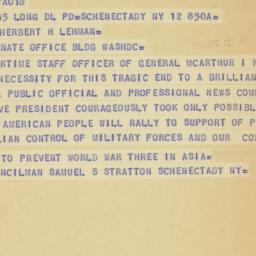 A018
5 LONG DL PD=SCHENECTADY NY 12 850A=
HERBERT H LEHMAN=
NATE OFFICE BLDG WASHDC=
RTIME STAFF OFFICER OF GENERAL MCARTHUR I
NECESSITY FOR THIS TRAGIC END TO A BRILLIAN
PUBLIC OFFICIAL AND PROFESSIONAL NEWS COM
VE PRESIDENT COURAGEOUSLY TOOK ONLY POSSIBL
AMERICAN PEOPLE WILL RALLY TO SUPPORT OF P
LIAN CONTROL OF MILITARY FORCES AND OUR CO
TO PREVENT WORLD WAR THREE IN ASIA=
NCILMAN SAMUEL S STRATTON SCHENECTADY NY=